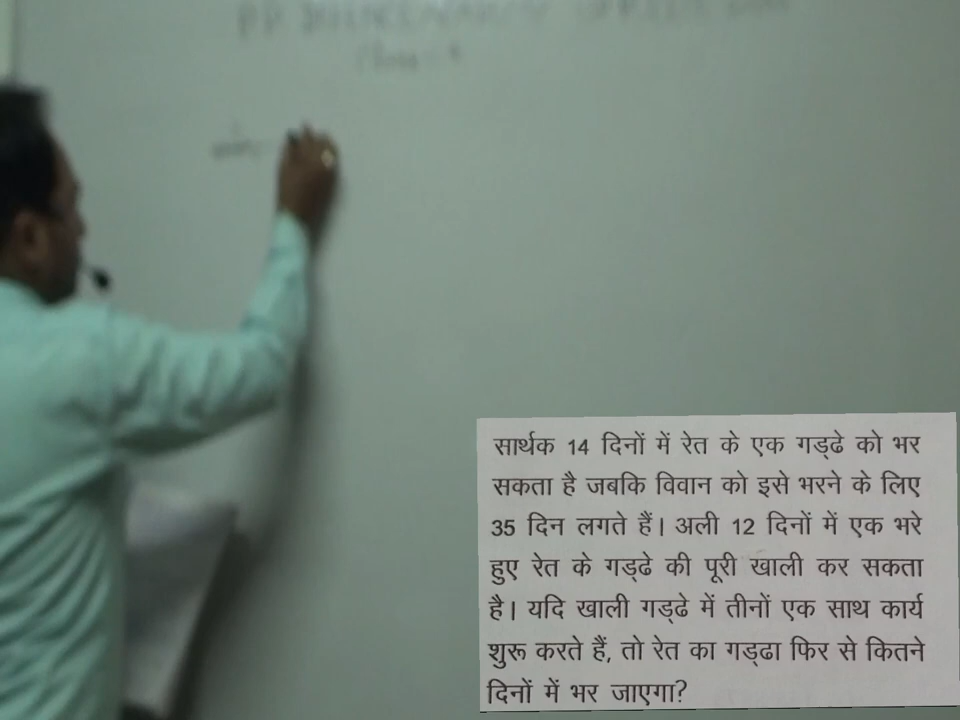 सार्थक 14 दिनों में रेत के एक गड्ढे को भर
सकता है जबकि विवान को इसे भरने के लिए
35 दिन लगते हैं। अली 12 दिनों में एक भरे
हुए रेत के गड्ढे की पूरी खाली कर सकता
है। यदि खाली गड्ढे में तीनों एक साथ कार्य
शुरू करते हैं, तो रेत का गड्ढा फिर से कितने
दिनों में भर जाएगा?